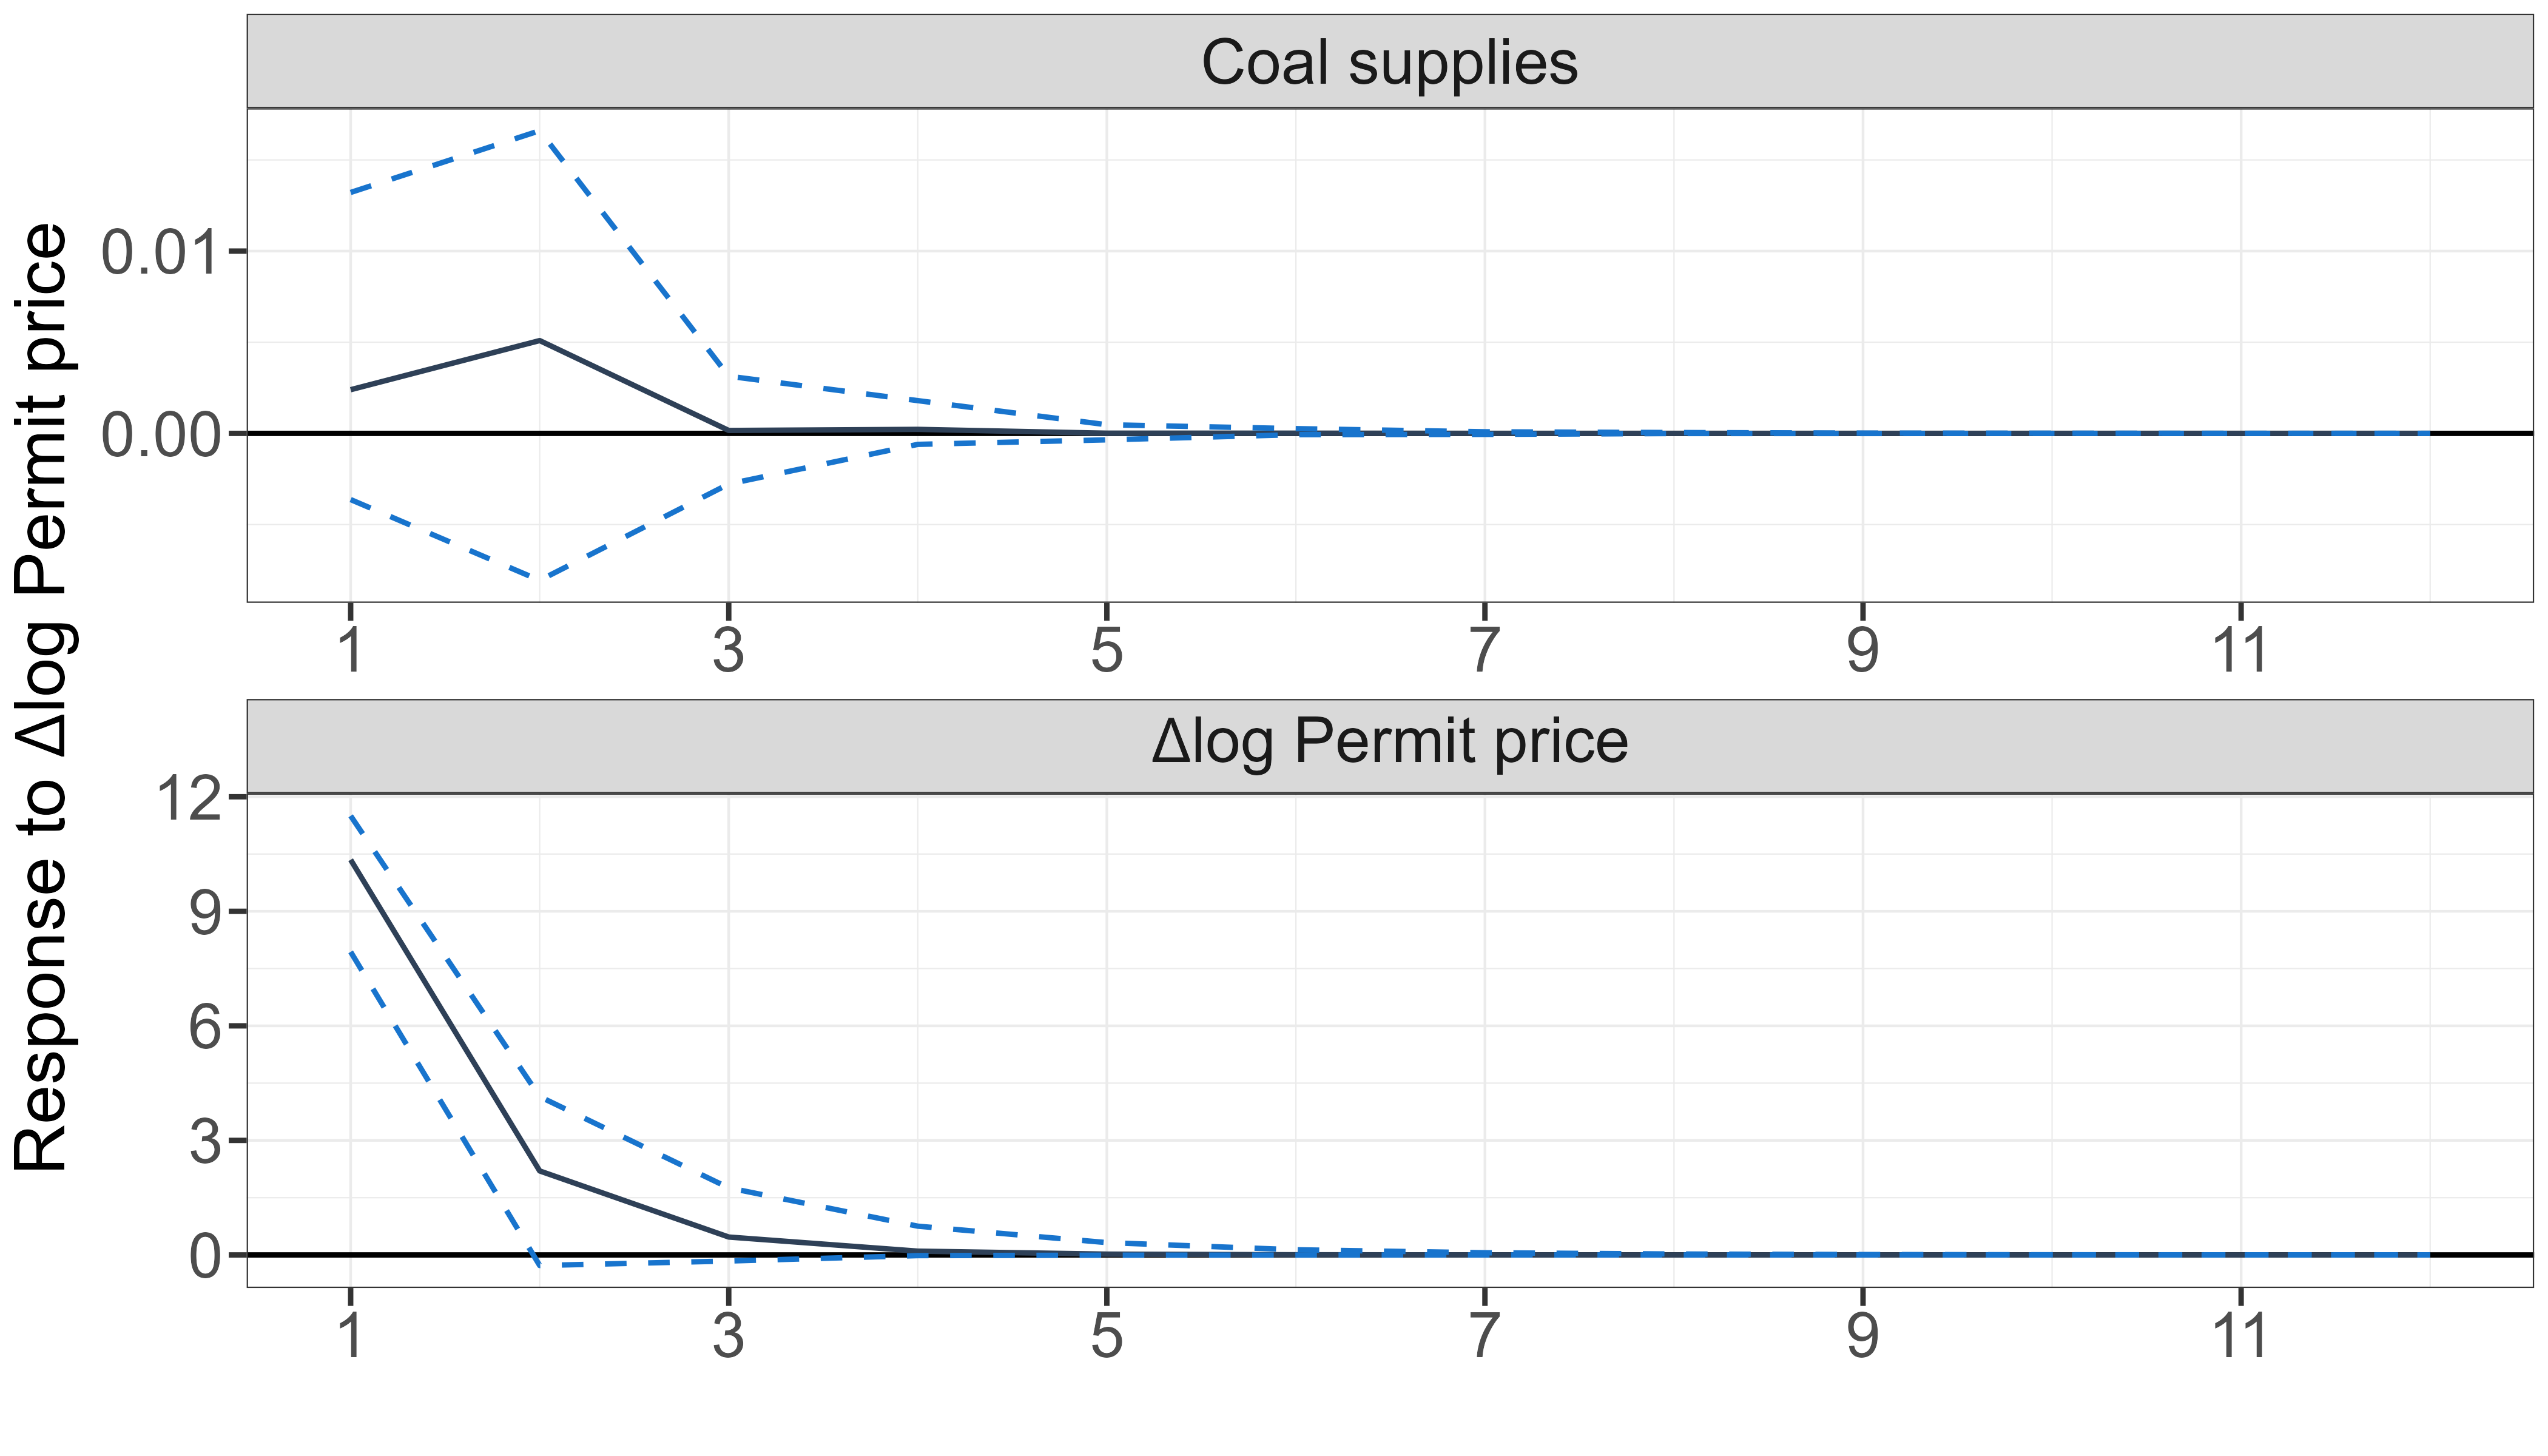 Response to Δlog Permit price
Coal supplies
0.01
0.00
1 3 5 7 9 11
Δlog Permit price
12
9
6
3
0
1 3 5 7 9 11